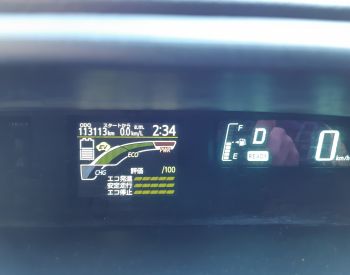 ODO スタートから a.m.
113113km 0.0km/L 2:34
EV
ECO PWR
CHG
評価 /100
エコ発進
安定走行
エコ停止
F
E
D
READY
0 km/h